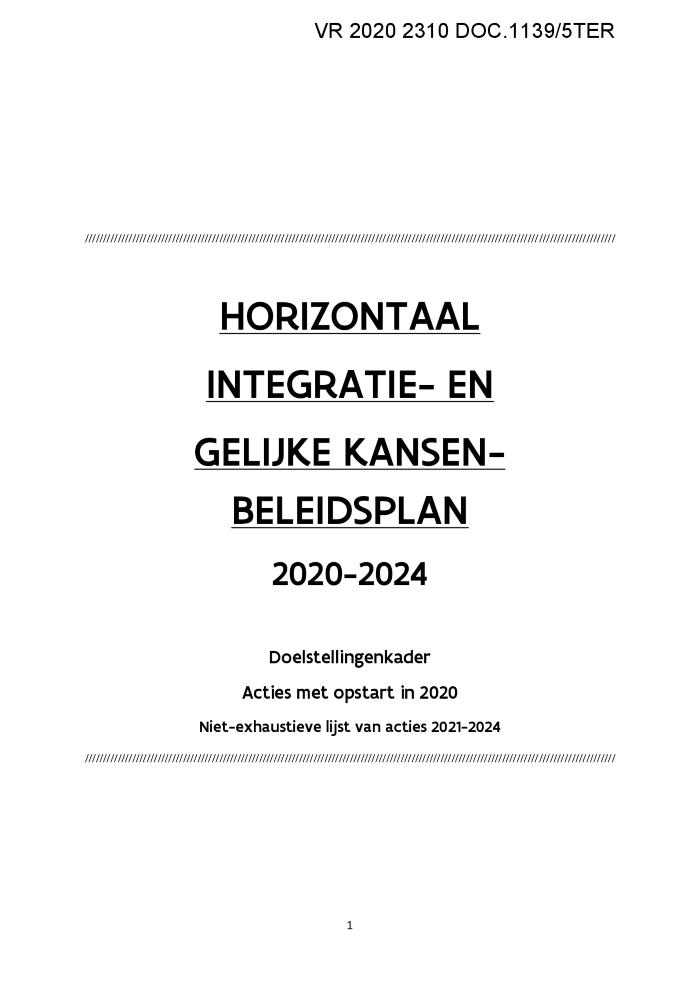 VR 2020 2310 DOC.1139/5TER
HORIZONTAAL
INTEGRATIE- EN
GELIJKE KANSEN-
BELEIDSPLAN
2020-2024
Doelstellingenkader
Acties met opstart in 2020
Niet-exhaustieve lijst van acties 2021-2024
1